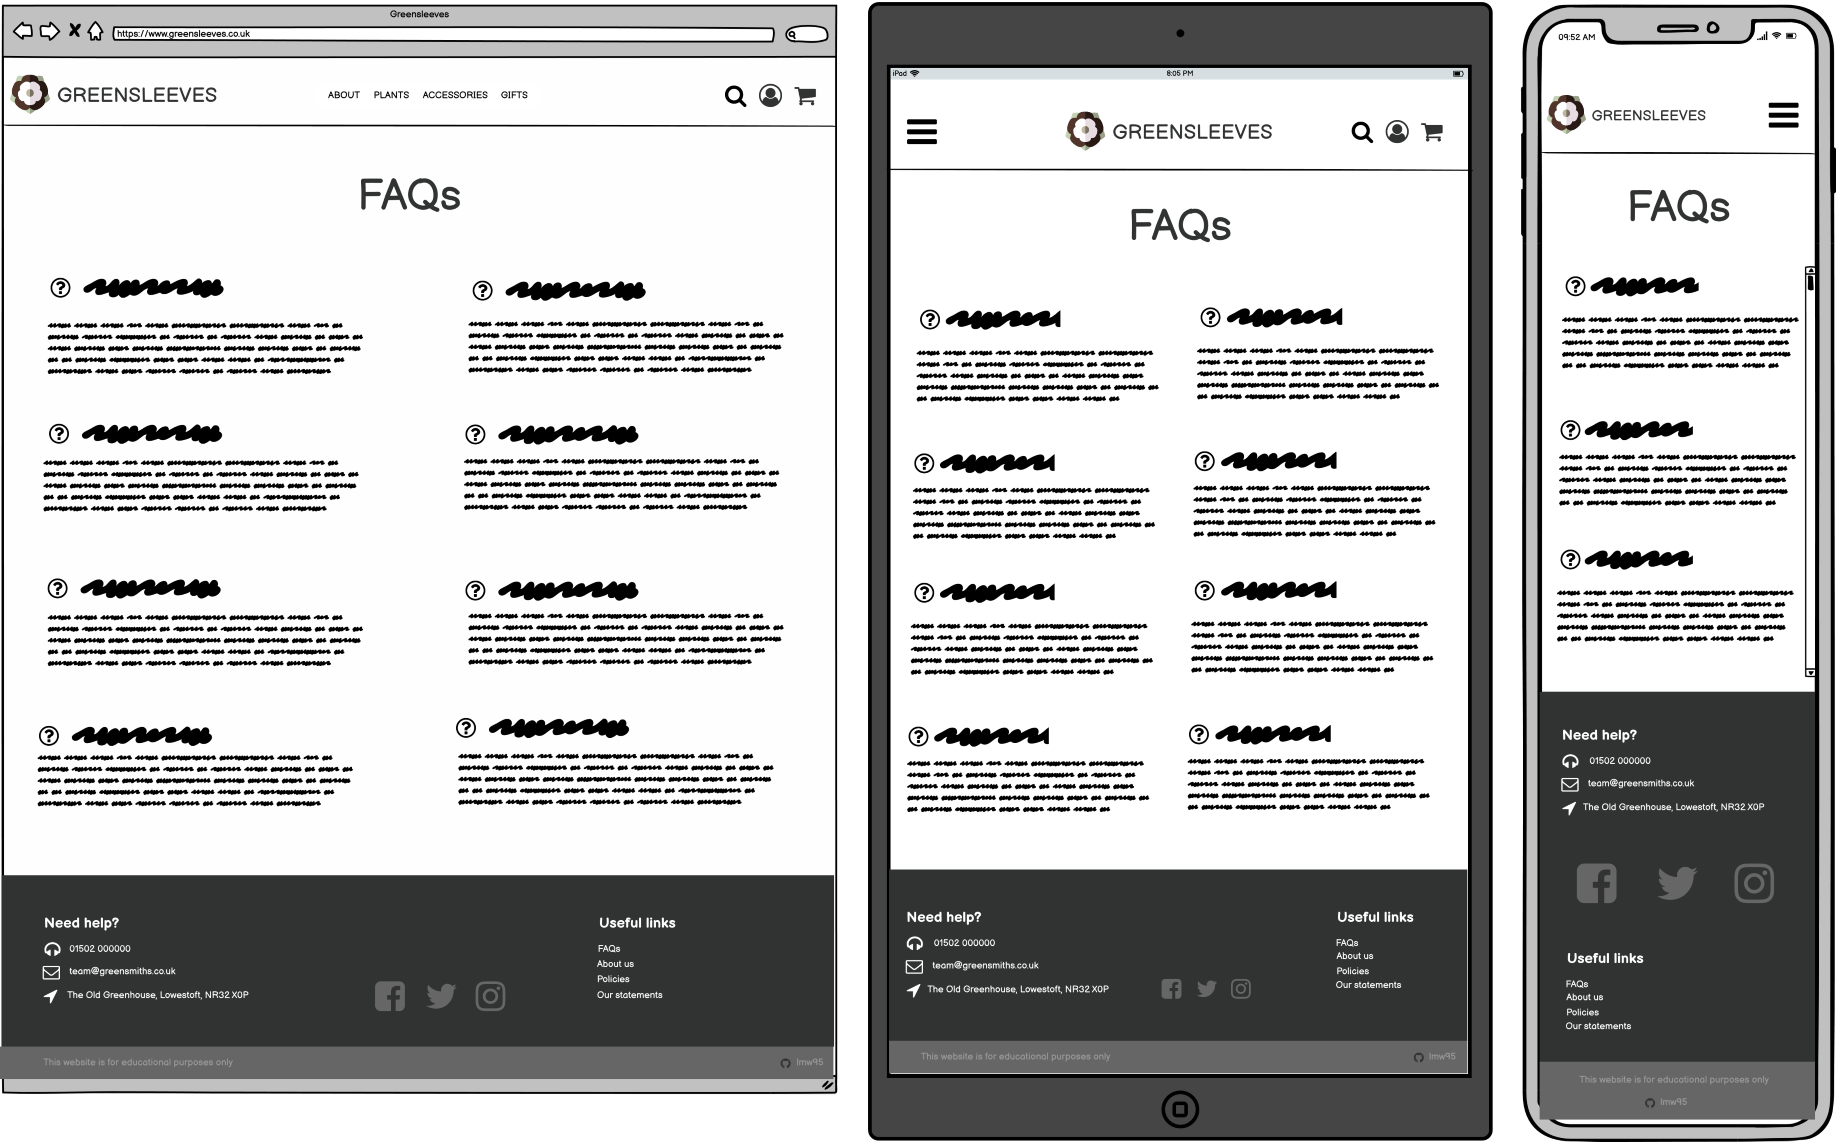 Greensleeves
https://www.greensleeves.co.uk
GREENSLEEVES
ABOUT PLANTS ACCESSORIES GIFTS
FAQs
?
?
?
?
?
?
?
?
Need help?
01502 000000
team@greensmiths.co.uk
The Old Greenhouse, Lowestoft, NR32 X0P
Useful links
FAQs
About us
Policies
Our statements
This website is for educational purposes only
lmw95
iPad
8:05 PM
GREENSLEEVES
FAQs
?
?
?
?
?
?
?
?
Need help?
01502 000000
team@greensmiths.co.uk
The Old Greenhouse, Lowestoft, NR32 X0P
Useful links
FAQs
About us
Policies
Our statements
This website is for educational purposes only
lmw95
09:52 AM
GREENSLEEVES
FAQs
?
?
?
Need help?
01502 000000
team@greensmiths.co.uk
The Old Greenhouse, Lowestoft, NR32 X0P
Useful links
FAQs
About us
Policies
Our statements
This website is for educational purposes only
lmw95